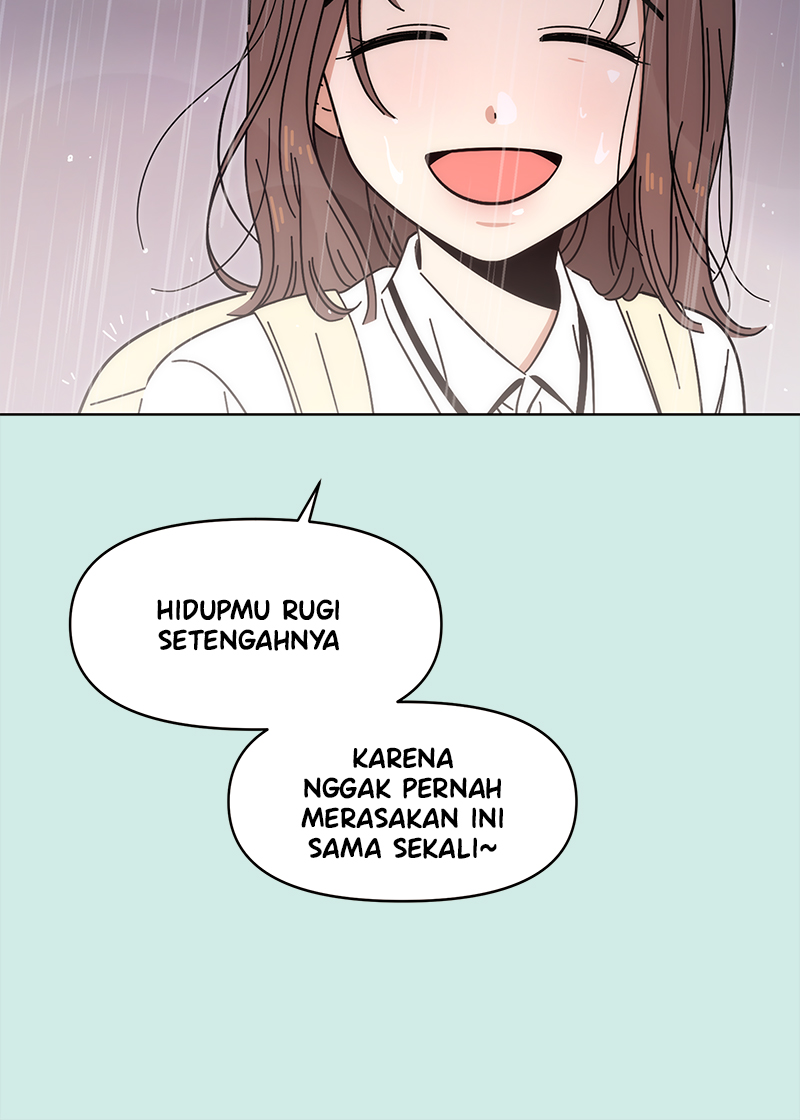 HIDUPMU RUGI
SETENGAHNYA
KARENA
NGGAK PERNAH
MERASAKAN INI
SAMA SEKALI~